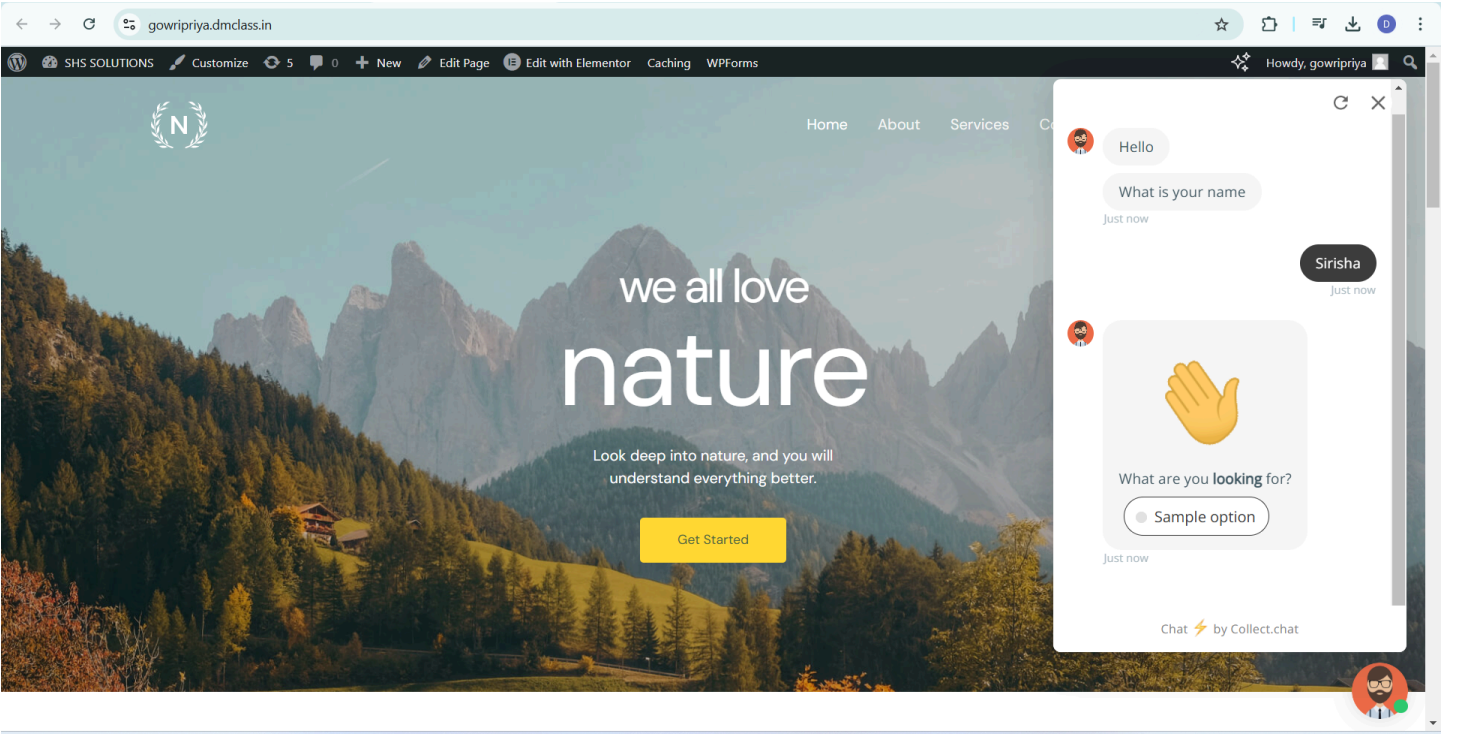 gowripriya.dmclass.in
D
SHS SOLUTIONS Customize 5 0 New Edit Page Edit with Elementor Caching WPForms Howdy, gowripriya
N
Home About Services
we all love
nature
Look deep into nature, and you will
understand everything better.
Get Started
Hello
What is your name
Just now
Sirisha
Just now
What are you looking for?
Sample option
Just now
Chat ⚡ by Collect.chat